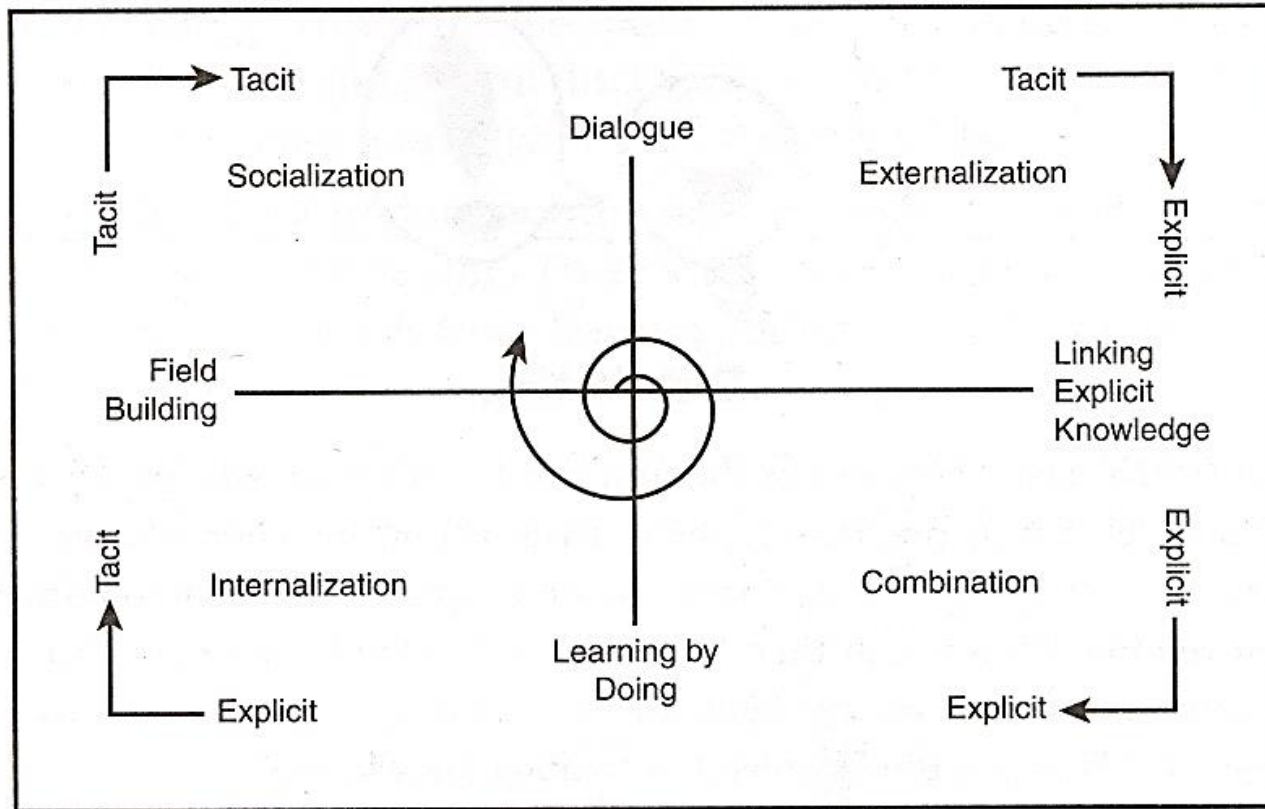 Tacit
Tacit
Dialogue
Socialization
Externalization
Tacit
Explicit
Field
Building
Linking
Explicit
Knowledge
Tacit
Internalization
Combination
Explicit
Learning by
Doing
Explicit
Explicit